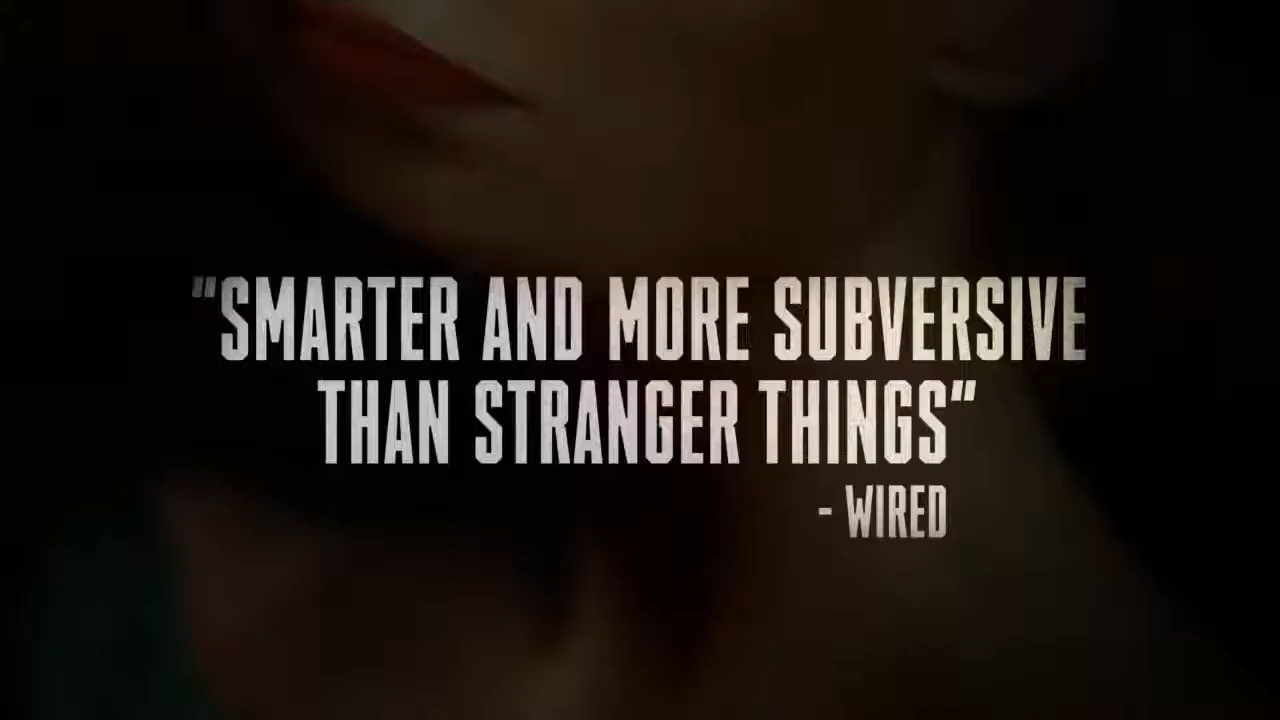 "SMARTER AND MORE SUBVERSIVE
THAN STRANGER THINGS"
- WIRED